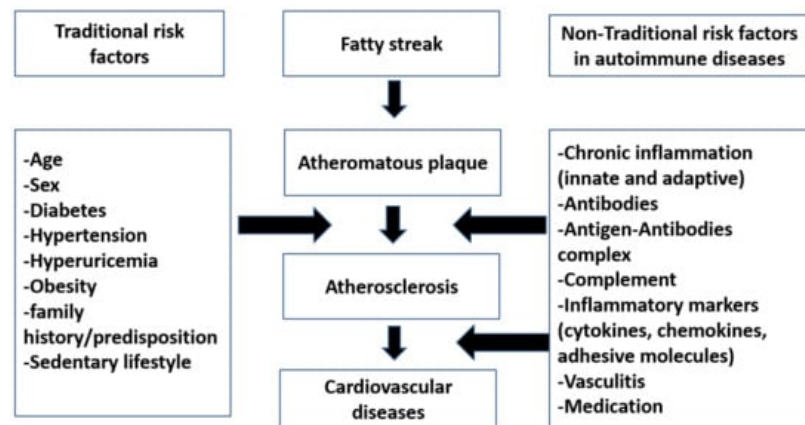 Traditional risk
factors
Fatty streak
Non-Traditional risk factors
in autoimmune diseases
-Age
-Sex
-Diabetes
-Hypertension
-Hyperuricemia
-Obesity
-family
history/predisposition
-Sedentary lifestyle
Atheromatous plaque
Atherosclerosis
Cardiovascular
diseases
-Chronic inflammation
(innate and adaptive)
-Antibodies
-Antigen-Antibodies
complex
-Complement
-Inflammatory markers
(cytokines, chemokines,
adhesive molecules)
-Vasculitis
-Medication